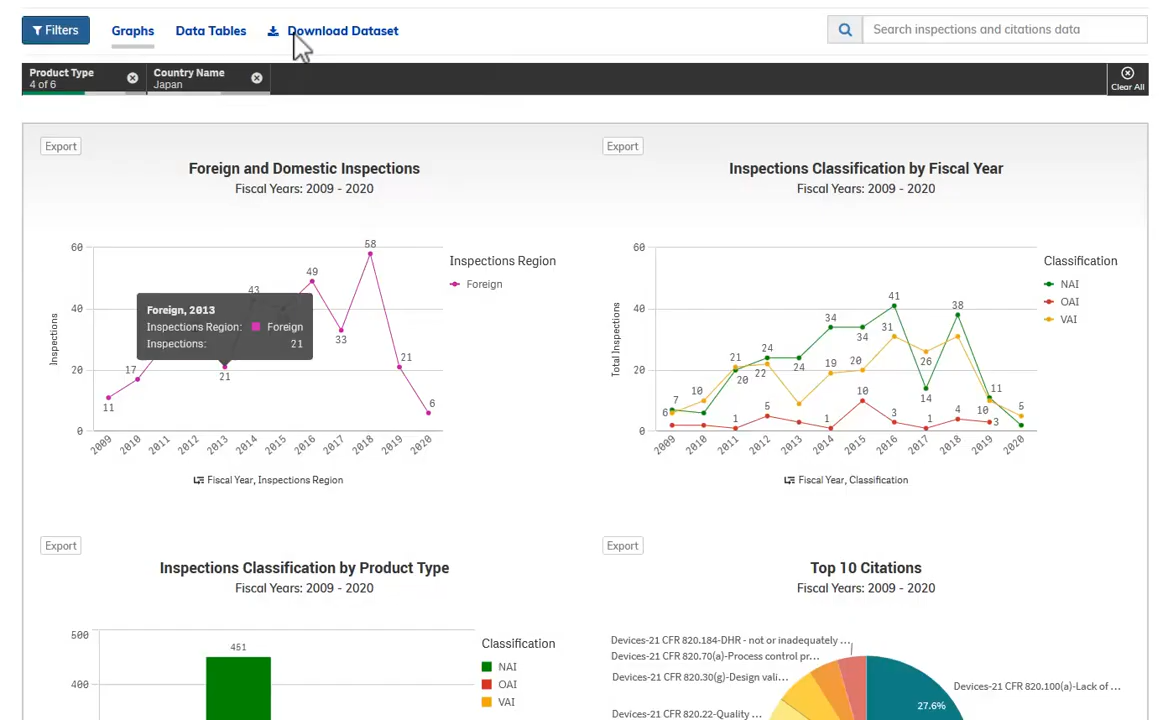 Filters
Graphs
Data Tables
Download Dataset
Search inspections and citations data
Product Type
4 of 6
Country Name
Japan
Clear All
Export
Foreign and Domestic Inspections
Fiscal Years: 2009 - 2020
Inspections
60
40
20
0
11
17
43
21
49
33
58
21
6
Foreign, 2013
Inspections Region: Foreign
Inspections: 21
2009
2010
2011
2012
2013
2014
2015
2016
2017
2018
2019
2020
Fiscal Year, Inspections Region
Inspections Region
Foreign
Export
Inspections Classification by Fiscal Year
Fiscal Years: 2009 - 2020
Total Inspections
60
40
20
0
6
7
10
21
20
1
24
22
5
24
34
19
1
34
20
10
41
31
3
26
14
1
38
4
11
10
3
5
2009
2010
2011
2012
2013
2014
2015
2016
2017
2018
2019
2020
Fiscal Year, Classification
Classification
NAI
OAI
VAI
Export
Inspections Classification by Product Type
Fiscal Years: 2009 - 2020
500
400
451
Classification
NAI
OAI
VAI
Export
Top 10 Citations
Fiscal Years: 2009 - 2020
Devices-21 CFR 820.184-DHR - not or inadequately ...
Devices-21 CFR 820.70(a)-Process control pr...
Devices-21 CFR 820.30(g)-Design vali...
Devices-21 CFR 820.22-Quality ...
Devices-21 CFR 820.100(a)-Lack of ...
27.6%